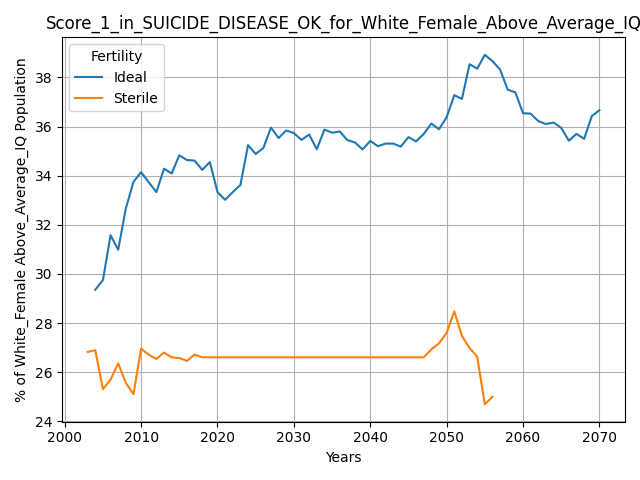 Score_1_in_SUICIDE_DISEASE_OK_for_White_Female_Above_Average_IQ
% of White_Female Above_Average_IQ Population
Fertility
Ideal
Sterile
38
36
34
32
30
28
26
24
2000 2010 2020 2030 2040 2050 2060 2070
Years